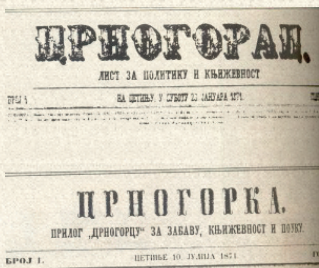 ЦРНОГОРАЦ.
ЛИСТ ЗА ПОЛИТИКУ И КЊИЖЕВНОСТ
БРОЈ 1
НА ЦЕТИЊУ, У СУБОТУ 23 ЈАНУАРА 1871.
ЦРНОГОРКА.
ПРИЛОГ „ЦРНОГОРЦУ“ ЗА ЗАБАВУ, КЊИЖЕВНОСТ И ПОУКУ.
БРОЈ 1.
ЦЕТИЊЕ 10. ЈУЛИЈА 1871